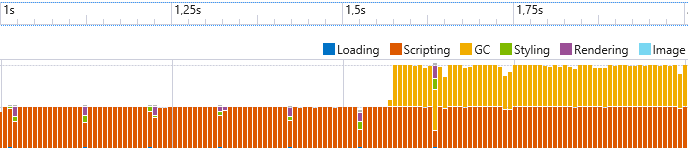 1s 1,25s 1,5s 1,75s
Loading Scripting GC Styling Rendering Image